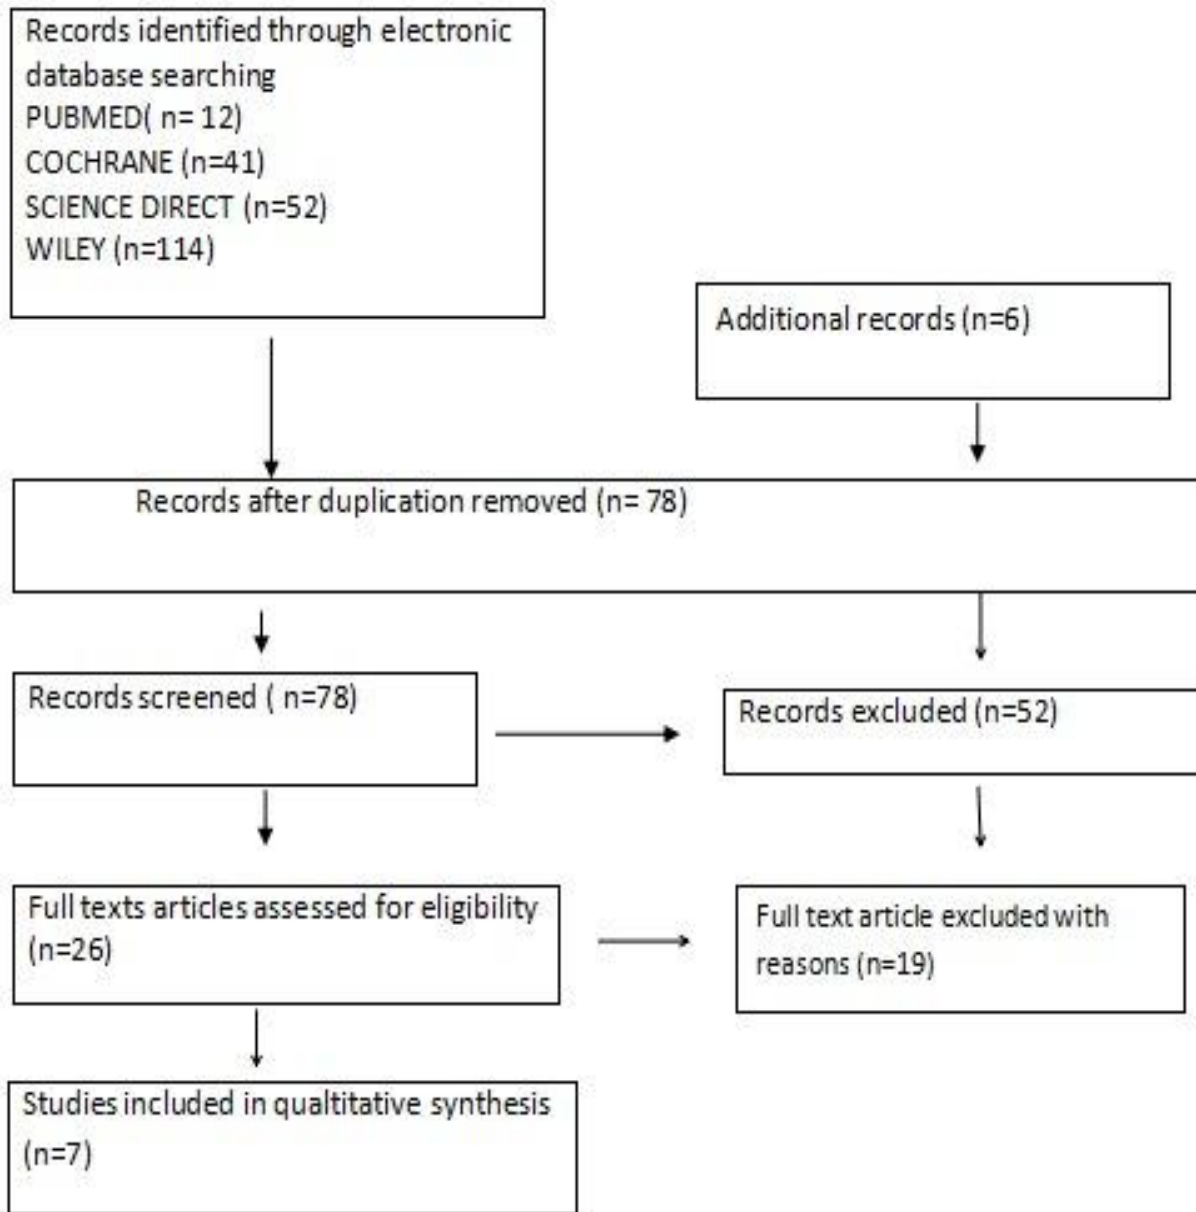 Records identified through electronic
database searching
PUBMED( n= 12)
COCHRANE (n=41)
SCIENCE DIRECT (n=52)
WILEY (n=114)
Additional records (n=6)
Records after duplication removed (n= 78)
Records screened ( n=78)
Records excluded (n=52)
Full texts articles assessed for eligibility
(n=26)
Full text article excluded with
reasons (n=19)
Studies included in qualtitative synthesis
(n=7)